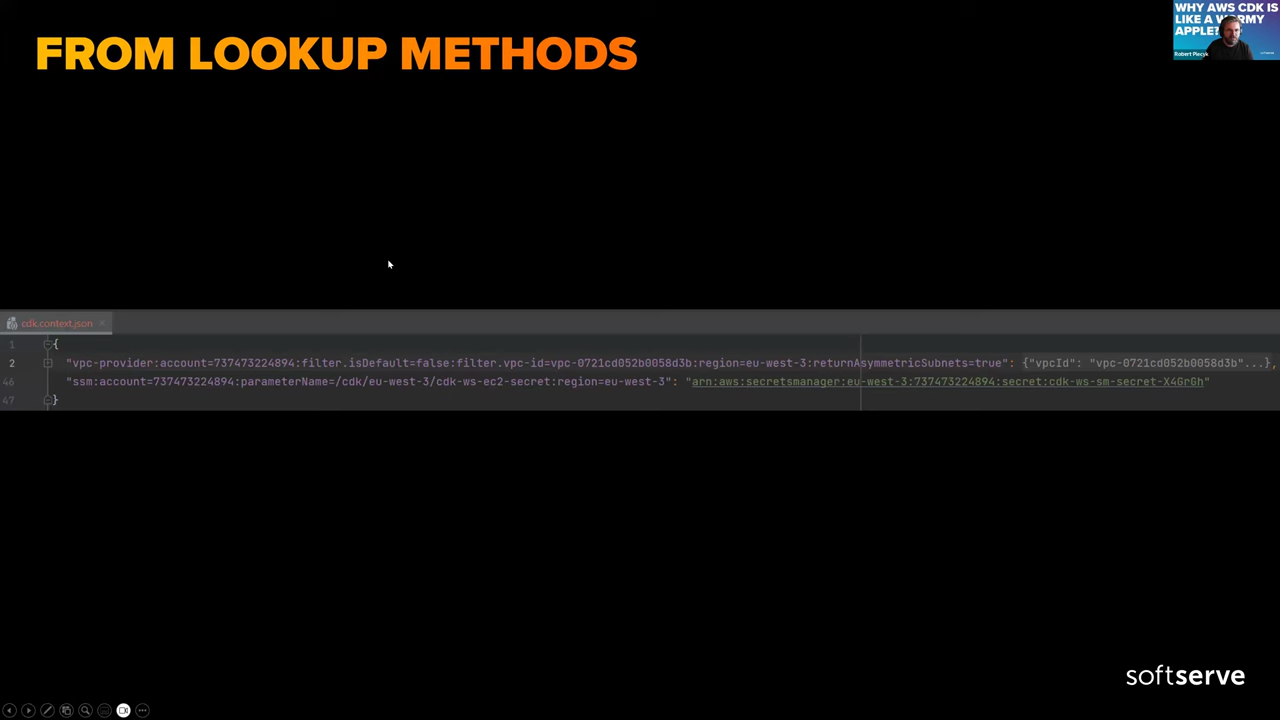 FROM LOOKUP METHODS
WHY AWS CDK IS
LIKE A WORMY
APPLE?
Robert Piecyk
cdk.context.json
1 {
2 "vpc-provider:account=737473224894:filter.isDefault=false:filter.vpc-id=vpc-0721cd052b0058d3b:region=eu-west-3:returnAsymmetricSubnets=true": {"vpcId": "vpc-0721cd052b0058d3b"...},
46 "ssm:account=737473224894:parameterName=/cdk/eu-west-3/cdk-ws-ec2-secret:region=eu-west-3": "arn:aws:secretsmanager:eu-west-3:737473224894:secret:cdk-ws-sm-secret-X4GrGh"
47 }
softserve